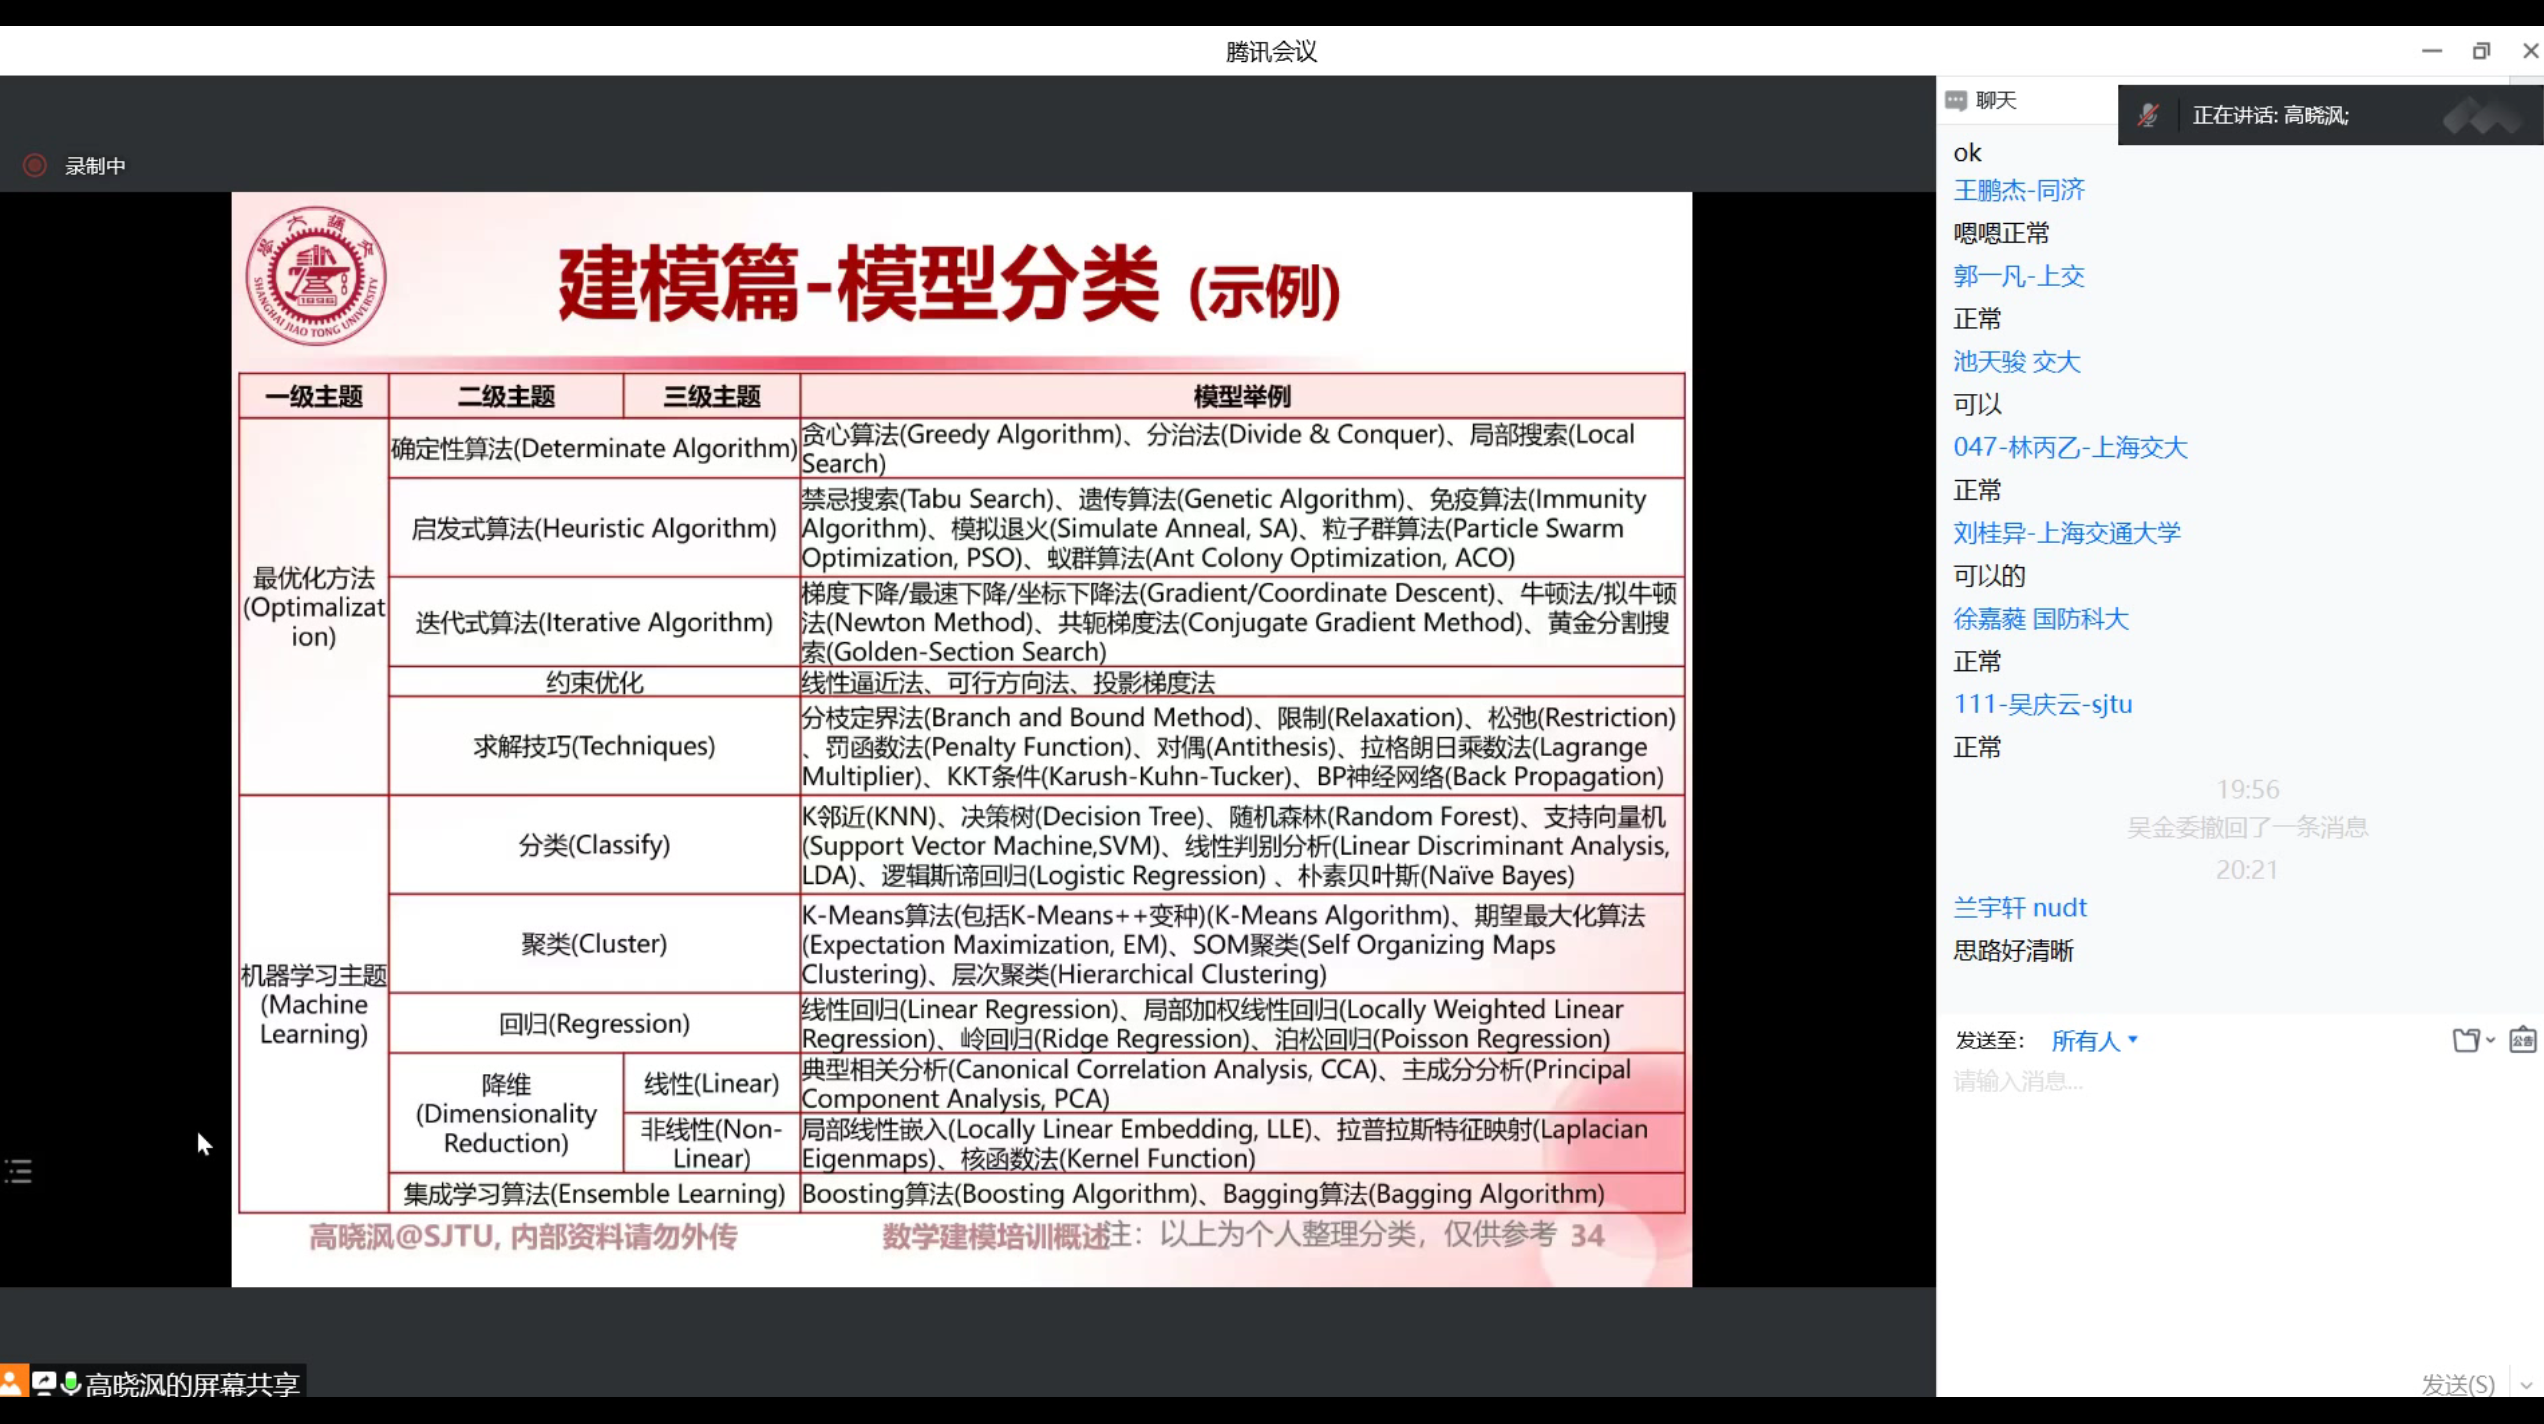 腾讯会议
录制中
SHANGHAI JIAO TONG UNIVERSITY
1896
建模篇-模型分类 (示例)
一级主题 二级主题 三级主题 模型举例
最优化方法
(Optimalizat
ion)
确定性算法(Determinate Algorithm)
贪心算法(Greedy Algorithm)、分治法(Divide & Conquer)、局部搜索(Local
Search)
启发式算法(Heuristic Algorithm)
禁忌搜索(Tabu Search)、遗传算法(Genetic Algorithm)、免疫算法(Immunity
Algorithm)、模拟退火(Simulate Anneal, SA)、粒子群算法(Particle Swarm
Optimization, PSO)、蚁群算法(Ant Colony Optimization, ACO)
迭代式算法(Iterative Algorithm)
梯度下降/最速下降/坐标下降法(Gradient/Coordinate Descent)、牛顿法/拟牛顿
法(Newton Method)、共轭梯度法(Conjugate Gradient Method)、黄金分割搜
索(Golden-Section Search)
约束优化
线性逼近法、可行方向法、投影梯度法
求解技巧(Techniques)
分枝定界法(Branch and Bound Method)、限制(Relaxation)、松弛(Restriction)
、罚函数法(Penalty Function)、对偶(Antithesis)、拉格朗日乘数法(Lagrange
Multiplier)、KKT条件(Karush-Kuhn-Tucker)、BP神经网络(Back Propagation)
机器学习主题
(Machine
Learning)
分类(Classify)
K邻近(KNN)、决策树(Decision Tree)、随机森林(Random Forest)、支持向量机
(Support Vector Machine,SVM)、线性判别分析(Linear Discriminant Analysis,
LDA)、逻辑斯谛回归(Logistic Regression) 、朴素贝叶斯(Naïve Bayes)
聚类(Cluster)
K-Means算法(包括K-Means++变种)(K-Means Algorithm)、期望最大化算法
(Expectation Maximization, EM)、SOM聚类(Self Organizing Maps
Clustering)、层次聚类(Hierarchical Clustering)
回归(Regression)
线性回归(Linear Regression)、局部加权线性回归(Locally Weighted Linear
Regression)、岭回归(Ridge Regression)、泊松回归(Poisson Regression)
降维
(Dimensionality
Reduction)
线性(Linear)
典型相关分析(Canonical Correlation Analysis, CCA)、主成分分析(Principal
Component Analysis, PCA)
非线性(Non-
Linear)
局部线性嵌入(Locally Linear Embedding, LLE)、拉普拉斯特征映射(Laplacian
Eigenmaps)、核函数法(Kernel Function)
集成学习算法(Ensemble Learning)
Boosting算法(Boosting Algorithm)、Bagging算法(Bagging Algorithm)
高晓沨@SJTU, 内部资料请勿外传
数学建模培训概述
注：以上为个人整理分类，仅供参考
34
高晓沨的屏幕共享
聊天
正在讲话: 高晓沨;
ok
王鹏杰-同济
嗯嗯正常
郭一凡-上交
正常
池天骏 交大
可以
047-林丙乙-上海交大
正常
刘桂异-上海交通大学
可以的
徐嘉蕤 国防科大
正常
111-吴庆云-sjtu
正常
19:56
吴金委撤回了一条消息
20:21
兰宇轩 nudt
思路好清晰
发送至: 所有人
公告
请输入消息...
发送(S)